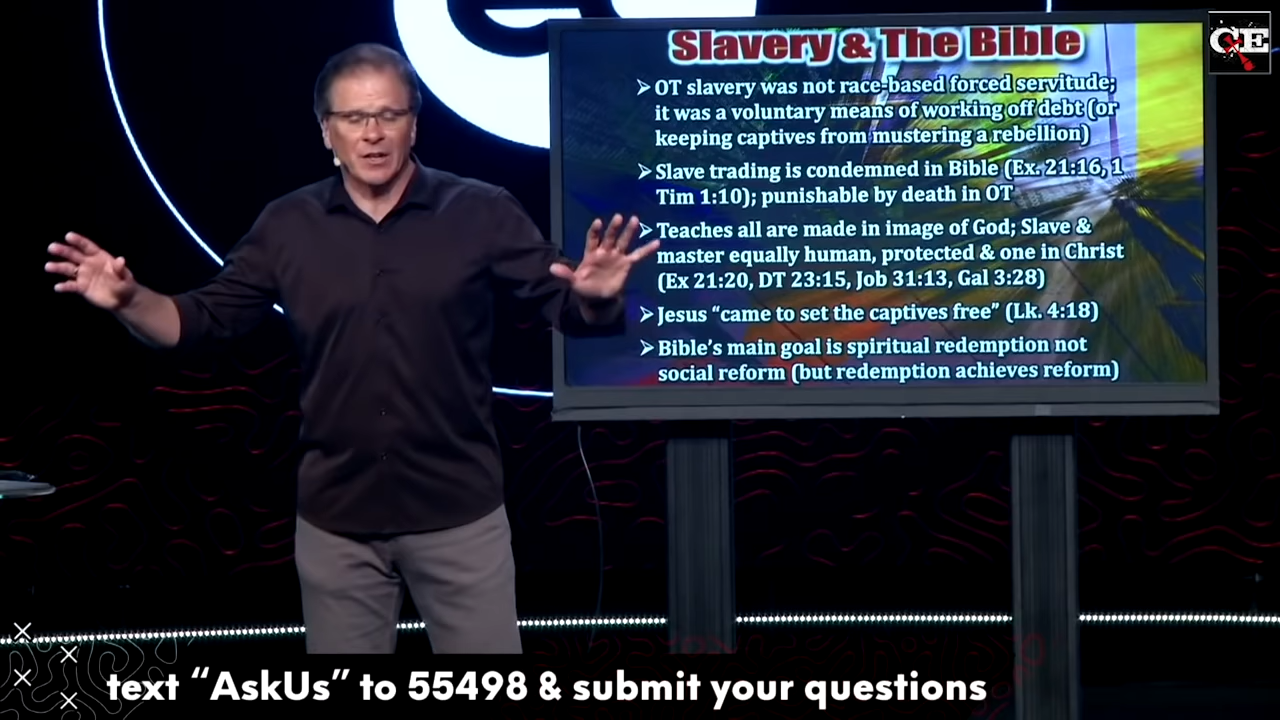 Slavery & The Bible
CE
OT slavery was not race-based forced servitude;
it was a voluntary means of working off debt (or
keeping captives from mustering a rebellion)
Slave trading is condemned in Bible (Ex. 21:16, 1
Tim 1:10); punishable by death in OT
Teaches all are made in image of God; Slave &
master equally human, protected & one in Christ
(Ex 21:20, DT 23:15, Job 31:13, Gal 3:28)
Jesus “came to set the captives free” (Lk. 4:18)
Bible’s main goal is spiritual redemption not
social reform (but redemption achieves reform)
text “AskUs” to 55498 & submit your questions